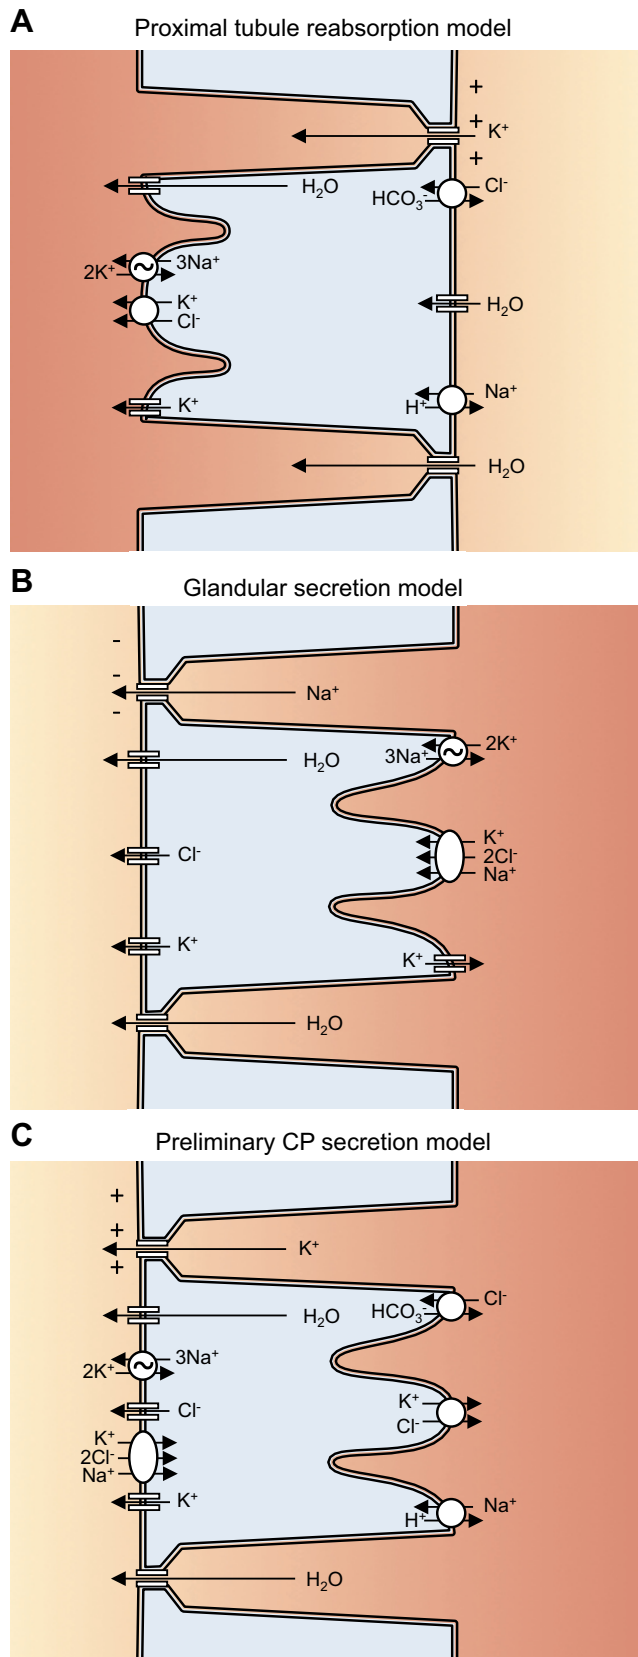 A
Proximal tubule reabsorption model
+
+
K⁺
+
H₂O
Cl⁻
HCO₃⁻
3Na⁺
2K⁺
K⁺
Cl⁻
H₂O
Na⁺
K⁺
H⁺
H₂O
B
Glandular secretion model
-
-
Na⁺
-
2K⁺
3Na⁺
H₂O
K⁺
Cl⁻
2Cl⁻
Na⁺
K⁺
K⁺
H₂O
C
Preliminary CP secretion model
+
+
K⁺
+
Cl⁻
HCO₃⁻
H₂O
3Na⁺
2K⁺
K⁺
Cl⁻
Cl⁻
K⁺
2Cl⁻
Na⁺
K⁺
Na⁺
H⁺
H₂O